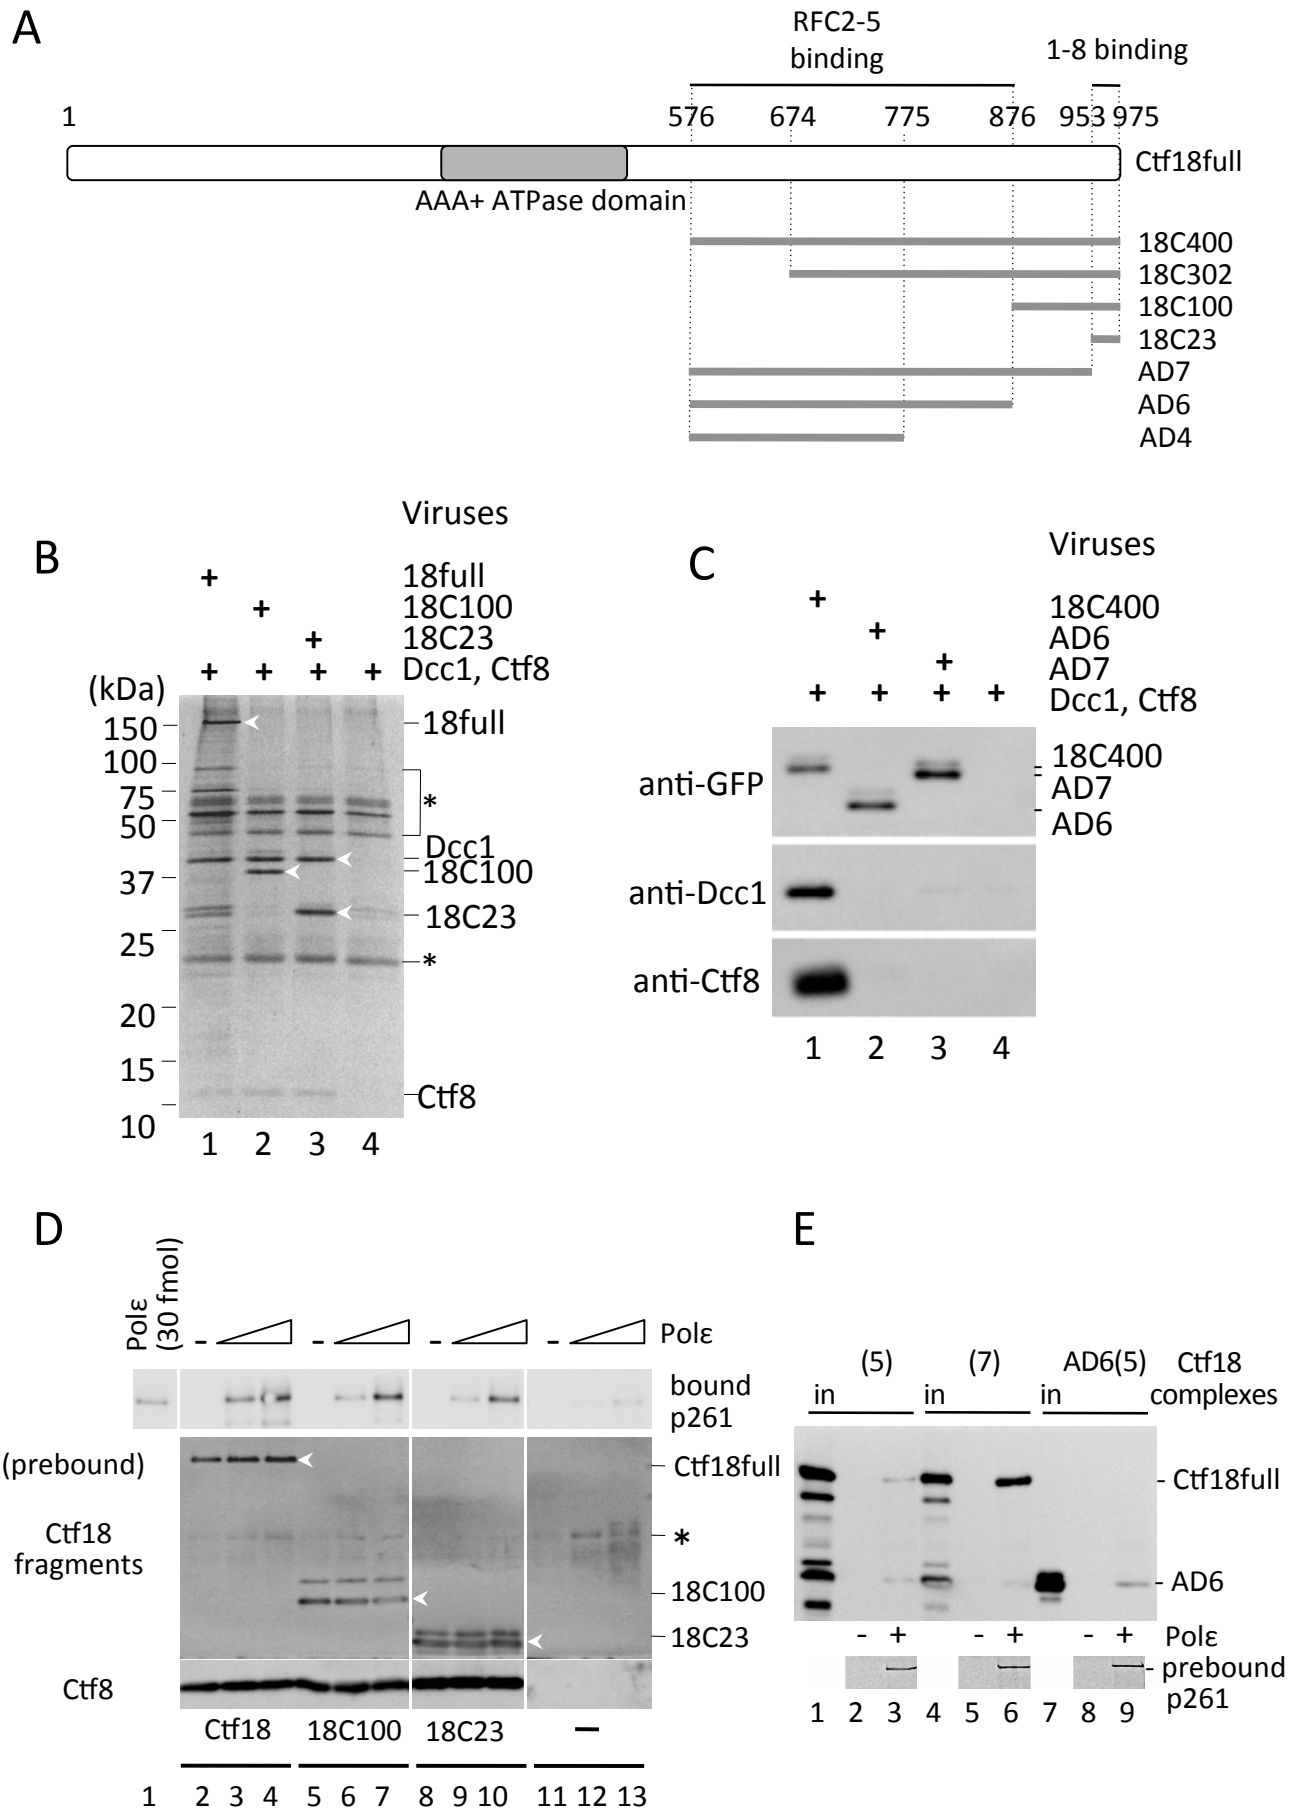 A
RFC2-5
binding
1-8 binding
1
576
674
775
876
953
975
Ctf18full
AAA+ ATPase domain
18C400
18C302
18C100
18C23
AD7
AD6
AD4
B
Viruses
+ 18full
+ 18C100
+ 18C23
+ + + + Dcc1, Ctf8
(kDa)
150
100
75
50
37
25
20
15
10
18full
*
Dcc1
18C100
18C23
*
Ctf8
1 2 3 4
C
Viruses
+ 18C400
+ AD6
+ AD7
+ + + + Dcc1, Ctf8
anti-GFP
18C400
AD7
AD6
anti-Dcc1
anti-Ctf8
1 2 3 4
D
Polε
(30 fmol)
- - - - Polε
bound
p261
(prebound)
Ctf18full
Ctf18
fragments
*
18C100
18C23
Ctf8
Ctf18 18C100 18C23 —
1 2 3 4 5 6 7 8 9 10 11 12 13
E
(5) (7) AD6(5) Ctf18
complexes
in in in
- Ctf18full
- AD6
- + - + - + Polε
- prebound
p261
1 2 3 4 5 6 7 8 9